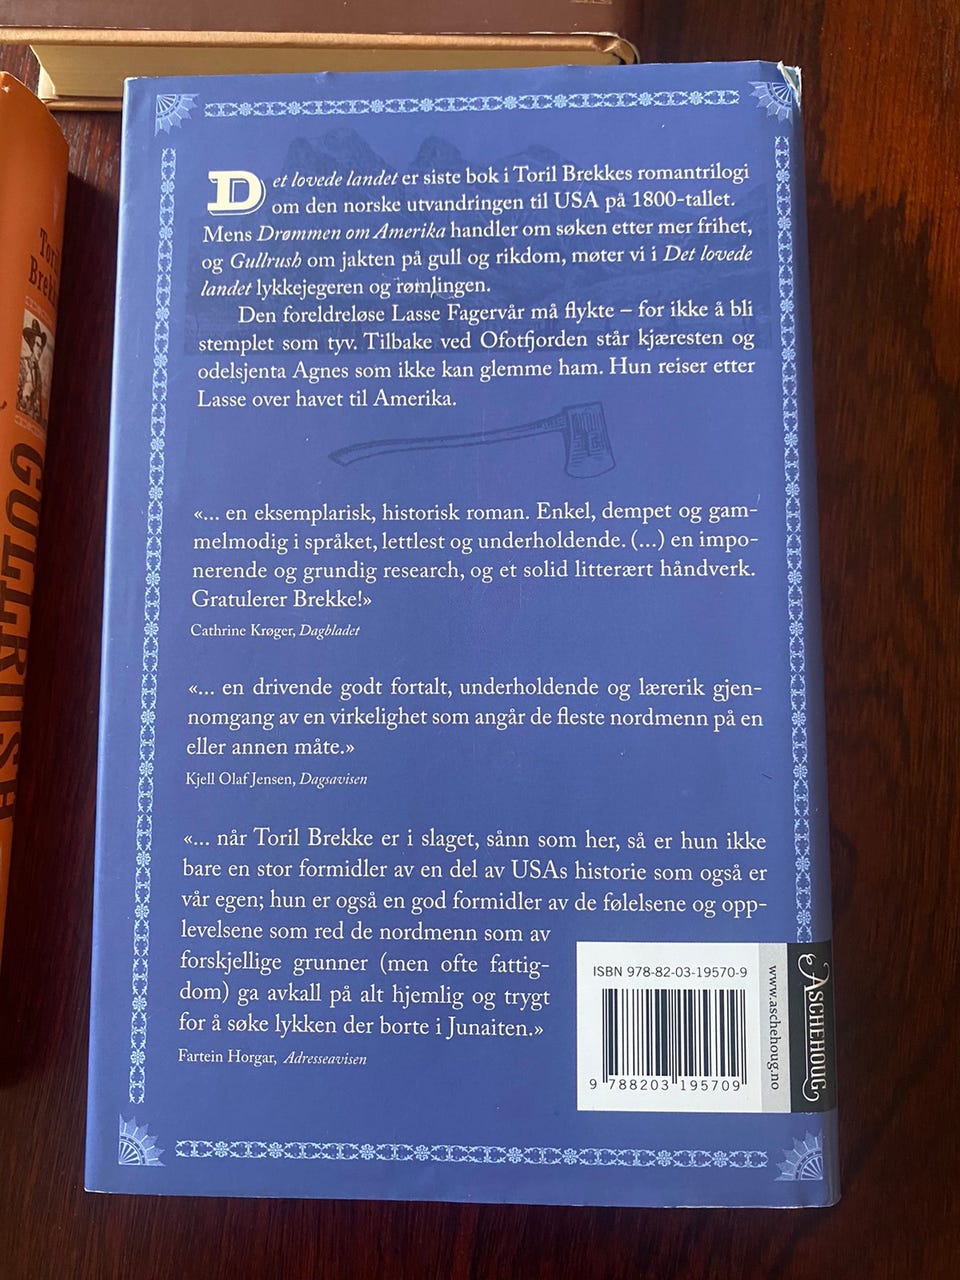 Det lovede landet er siste bok i Toril Brekkes romantrilogi
om den norske utvandringen til USA på 1800-tallet.
Mens Drømmen om Amerika handler om søken etter mer frihet,
og Gullrush om jakten på gull og rikdom, møter vi i Det lovede
landet lykkejegeren og rømlingen.
Den foreldreløse Lasse Fagervår må flykte – for ikke å bli
stemplet som tyv. Tilbake ved Ofotfjorden står kjæresten og
odelsjenta Agnes som ikke kan glemme ham. Hun reiser etter
Lasse over havet til Amerika.
«... en eksemplarisk, historisk roman. Enkel, dempet og gam-
melmodig i språket, lettlest og underholdende. (...) en impo-
nerende og grundig research, og et solid litterært håndverk.
Gratulerer Brekke!»
Cathrine Krøger, Dagbladet
«... en drivende godt fortalt, underholdende og lærerik gjen-
nomgang av en virkelighet som angår de fleste nordmenn på en
eller annen måte.»
Kjell Olaf Jensen, Dagsavisen
«... når Toril Brekke er i slaget, sånn som her, så er hun ikke
bare en stor formidler av en del av USAs historie som også er
vår egen; hun er også en god formidler av de følelsene og opp-
levelsene som red de nordmenn som av
forskjellige grunner (men ofte fattig-
dom) ga avkall på alt hjemlig og trygt
for å søke lykken der borte i Junaiten.»
Fartein Horgar, Adresseavisen
ISBN 978-82-03-19570-9
9 788203 195709
www.aschehoug.no
ASCHEHOUG
Toril
Brekke
GULLRUSH